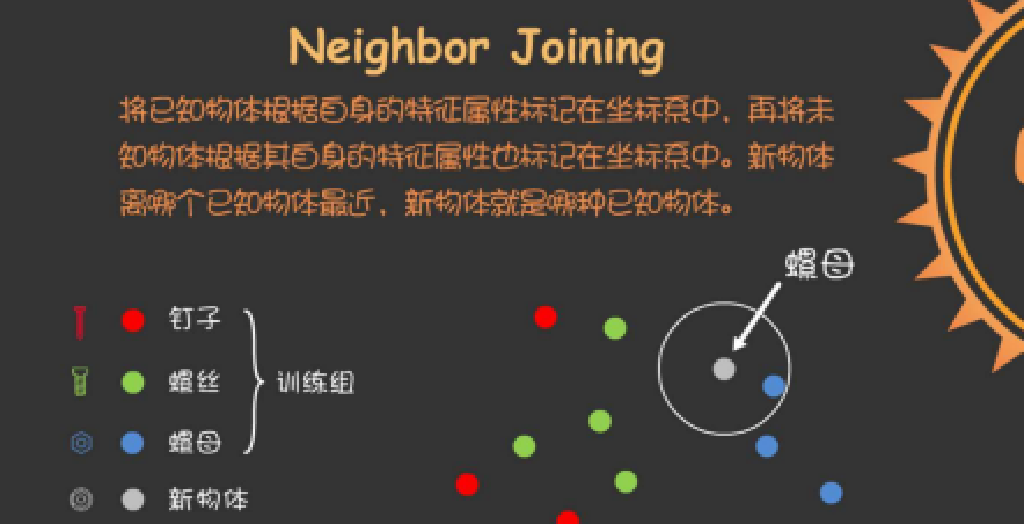 Neighbor Joining
将已知物体根据自身的特征属性标记在坐标系中，再将未
知物体根据其自身的特征属性也标记在坐标系中。新物体
离哪个已知物体最近，新物体就是哪种已知物体。
螺母
钉子
螺丝
训练组
螺母
新物体